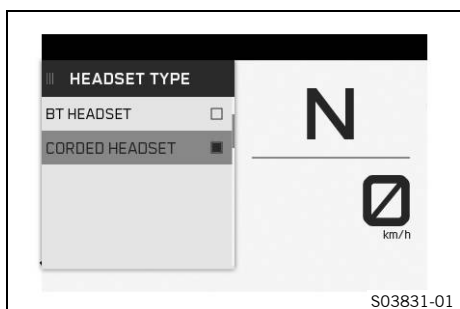 HEADSET TYPE
BT HEADSET
CORDED HEADSET
N
0
km/h
S03831-01